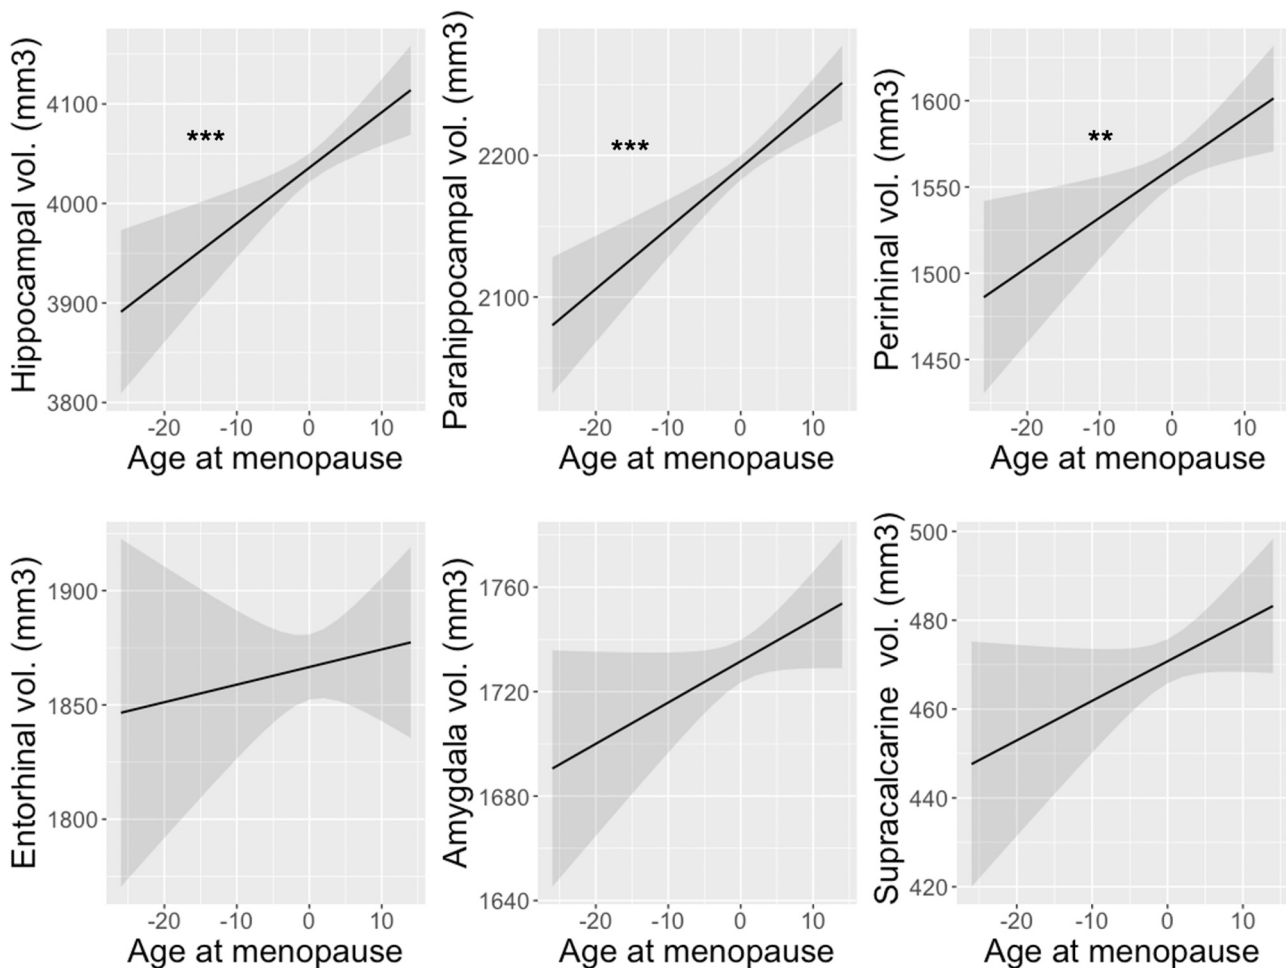 Hippocampal vol. (mm3)
4100
4000
3900
3800
***
-20 -10 0 10
Age at menopause
Parahippocampal vol. (mm3)
2200
2100
***
-20 -10 0 10
Age at menopause
Perirhinal vol. (mm3)
1600
1550
1500
1450
**
-20 -10 0 10
Age at menopause
Entorhinal vol. (mm3)
1900
1850
1800
-20 -10 0 10
Age at menopause
Amygdala vol. (mm3)
1760
1720
1680
1640
-20 -10 0 10
Age at menopause
Supracalcarine vol. (mm3)
500
480
460
440
420
-20 -10 0 10
Age at menopause